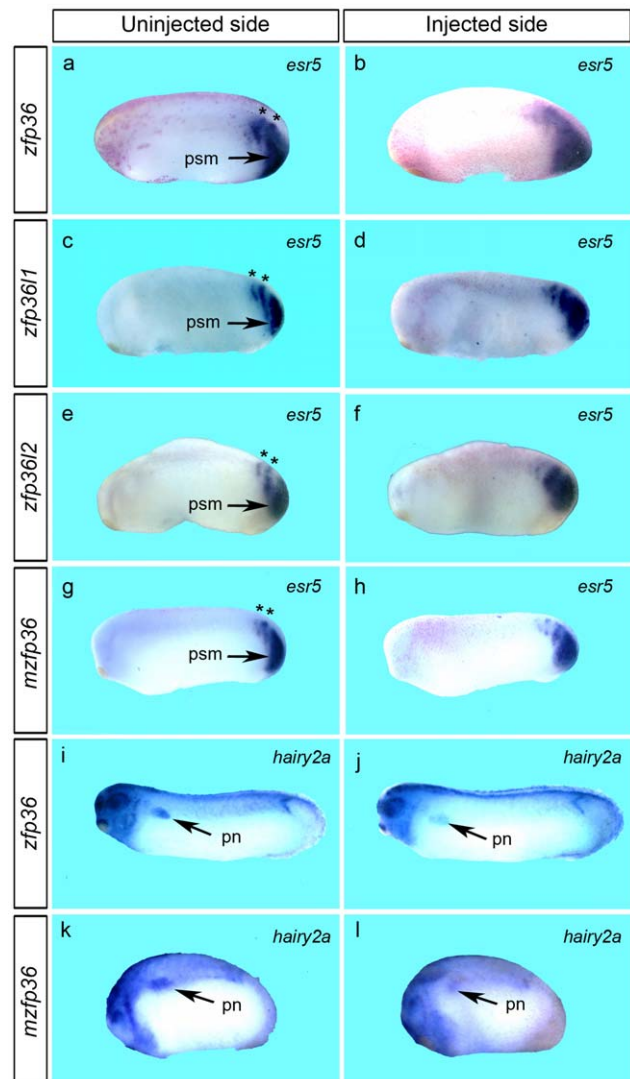 Uninjected side
Injected side
zfp36
a
esr5
* *
psm
b
esr5
zfp36l1
c
esr5
* *
psm
d
esr5
zfp36l2
e
esr5
* *
psm
f
esr5
mzfp36
g
esr5
* *
psm
h
esr5
zfp36
i
hairy2a
pn
j
hairy2a
pn
mzfp36
k
hairy2a
pn
l
hairy2a
pn